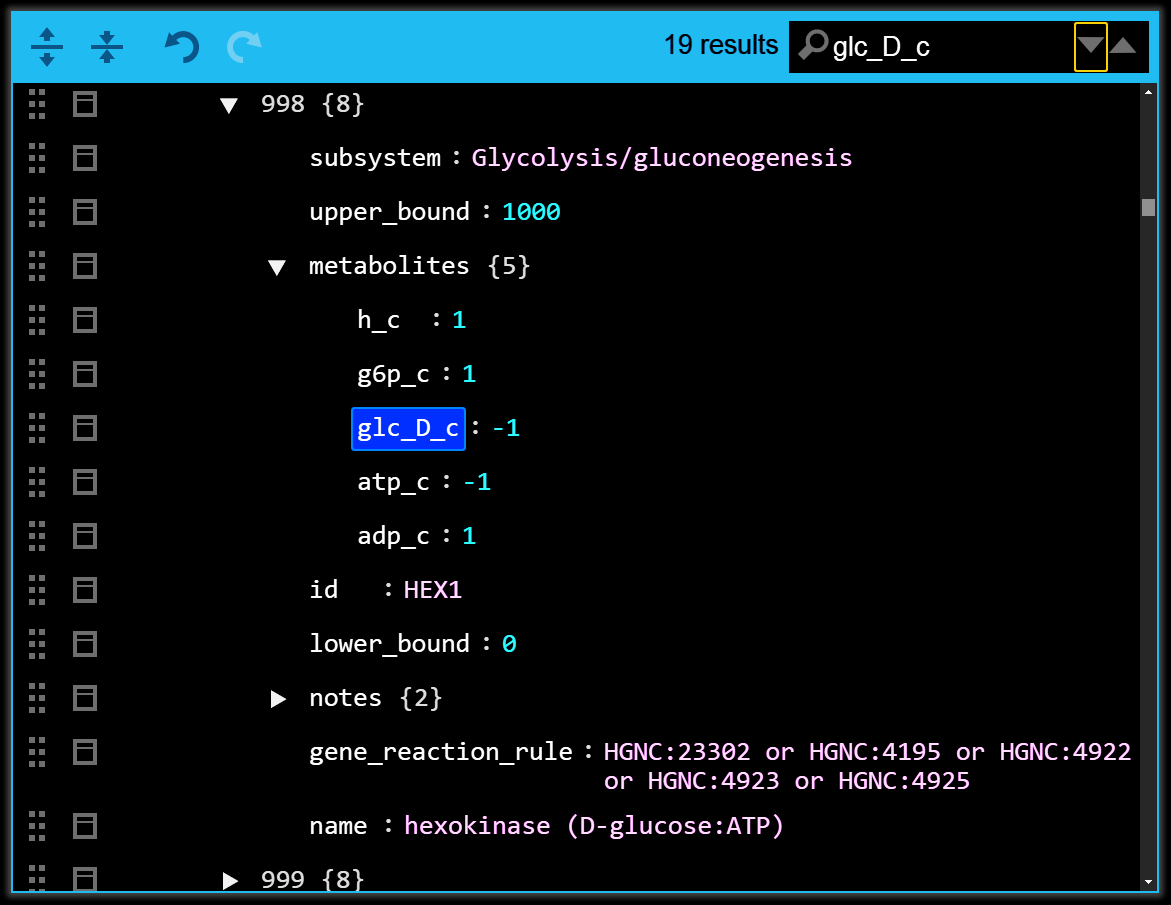 19 results glc_D_c
998 {8}
subsystem : Glycolysis/gluconeogenesis
upper_bound : 1000
metabolites {5}
h_c : 1
g6p_c : 1
glc_D_c : -1
atp_c : -1
adp_c : 1
id : HEX1
lower_bound : 0
notes {2}
gene_reaction_rule : HGNC:23302 or HGNC:4195 or HGNC:4922
or HGNC:4923 or HGNC:4925
name : hexokinase (D-glucose:ATP)
999 {8}